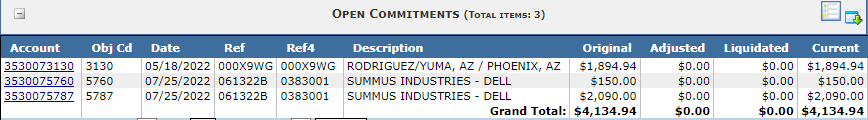 OPEN COMMITMENTS (TOTAL ITEMS: 3)
Account Obj Cd Date Ref Ref4 Description Original Adjusted Liquidated Current
3530073130 3130 05/18/2022 000X9WG 000X9WG RODRIGUEZ/YUMA, AZ / PHOENIX, AZ $1,894.94 $0.00 $0.00 $1,894.94
3530075760 5760 07/25/2022 061322B 0383001 SUMMUS INDUSTRIES - DELL $150.00 $0.00 $0.00 $150.00
3530075787 5787 07/25/2022 061322B 0383001 SUMMUS INDUSTRIES - DELL $2,090.00 $0.00 $0.00 $2,090.00
Grand Total: $4,134.94 $0.00 $0.00 $4,134.94